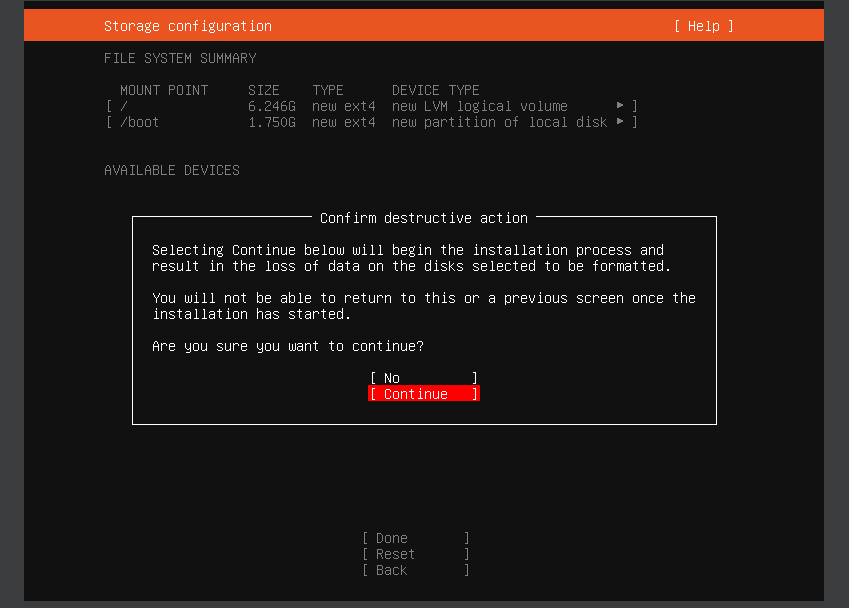 Storage configuration [ Help ]
FILE SYSTEM SUMMARY
MOUNT POINT SIZE TYPE DEVICE TYPE
[ / 6.246G new ext4 new LVM logical volume ▸ ]
[ /boot 1.750G new ext4 new partition of local disk ▸ ]
AVAILABLE DEVICES
Confirm destructive action
Selecting Continue below will begin the installation process and
result in the loss of data on the disks selected to be formatted.
You will not be able to return to this or a previous screen once the
installation has started.
Are you sure you want to continue?
[ No ]
[ Continue ]
[ Done ]
[ Reset ]
[ Back ]